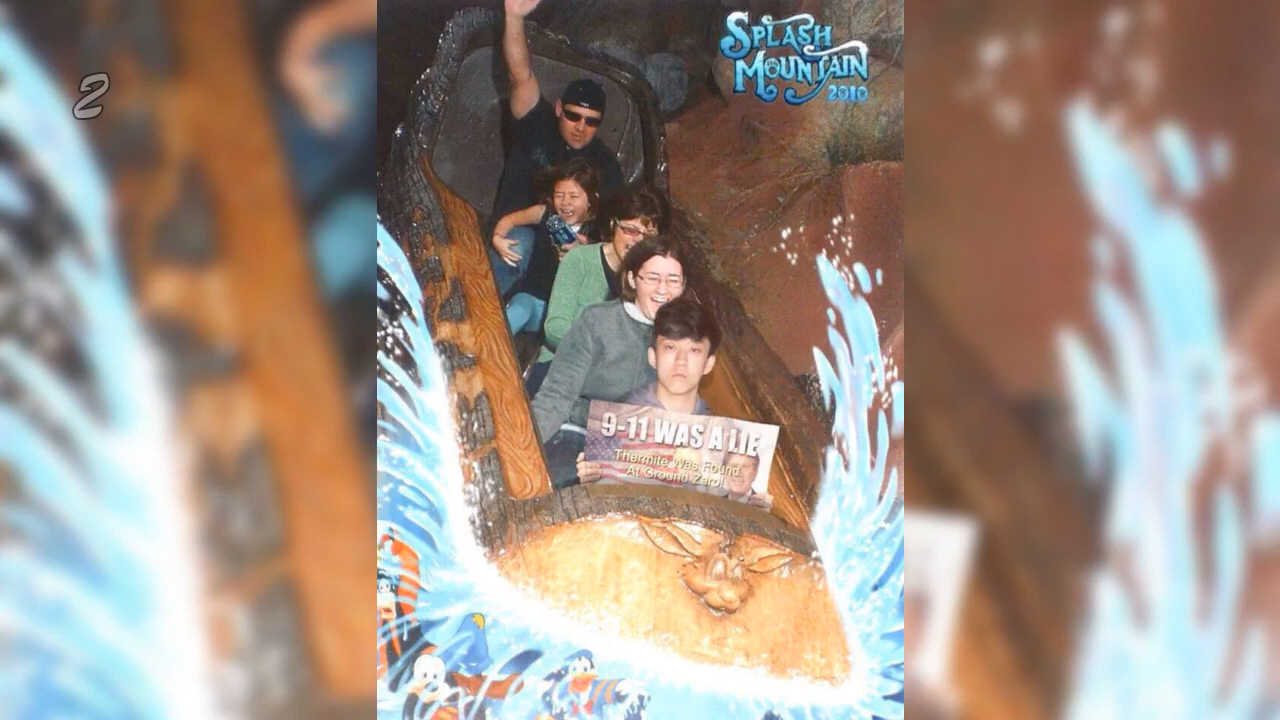 2
SPLASH
MOUNTAIN
2010
9-11 WAS A LIE
Thermite Was Found
At Ground Zero!